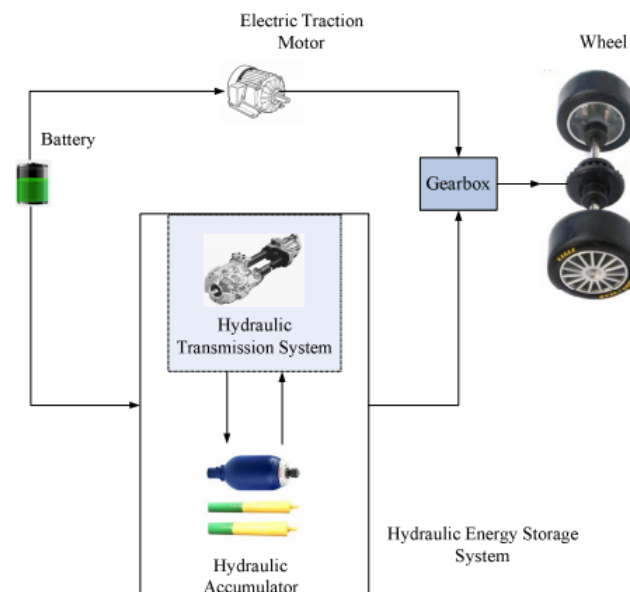 Electric Traction
Motor
Wheel
Battery
Gearbox
Hydraulic
Transmission System
Hydraulic Energy Storage
System
Hydraulic
Accumulator